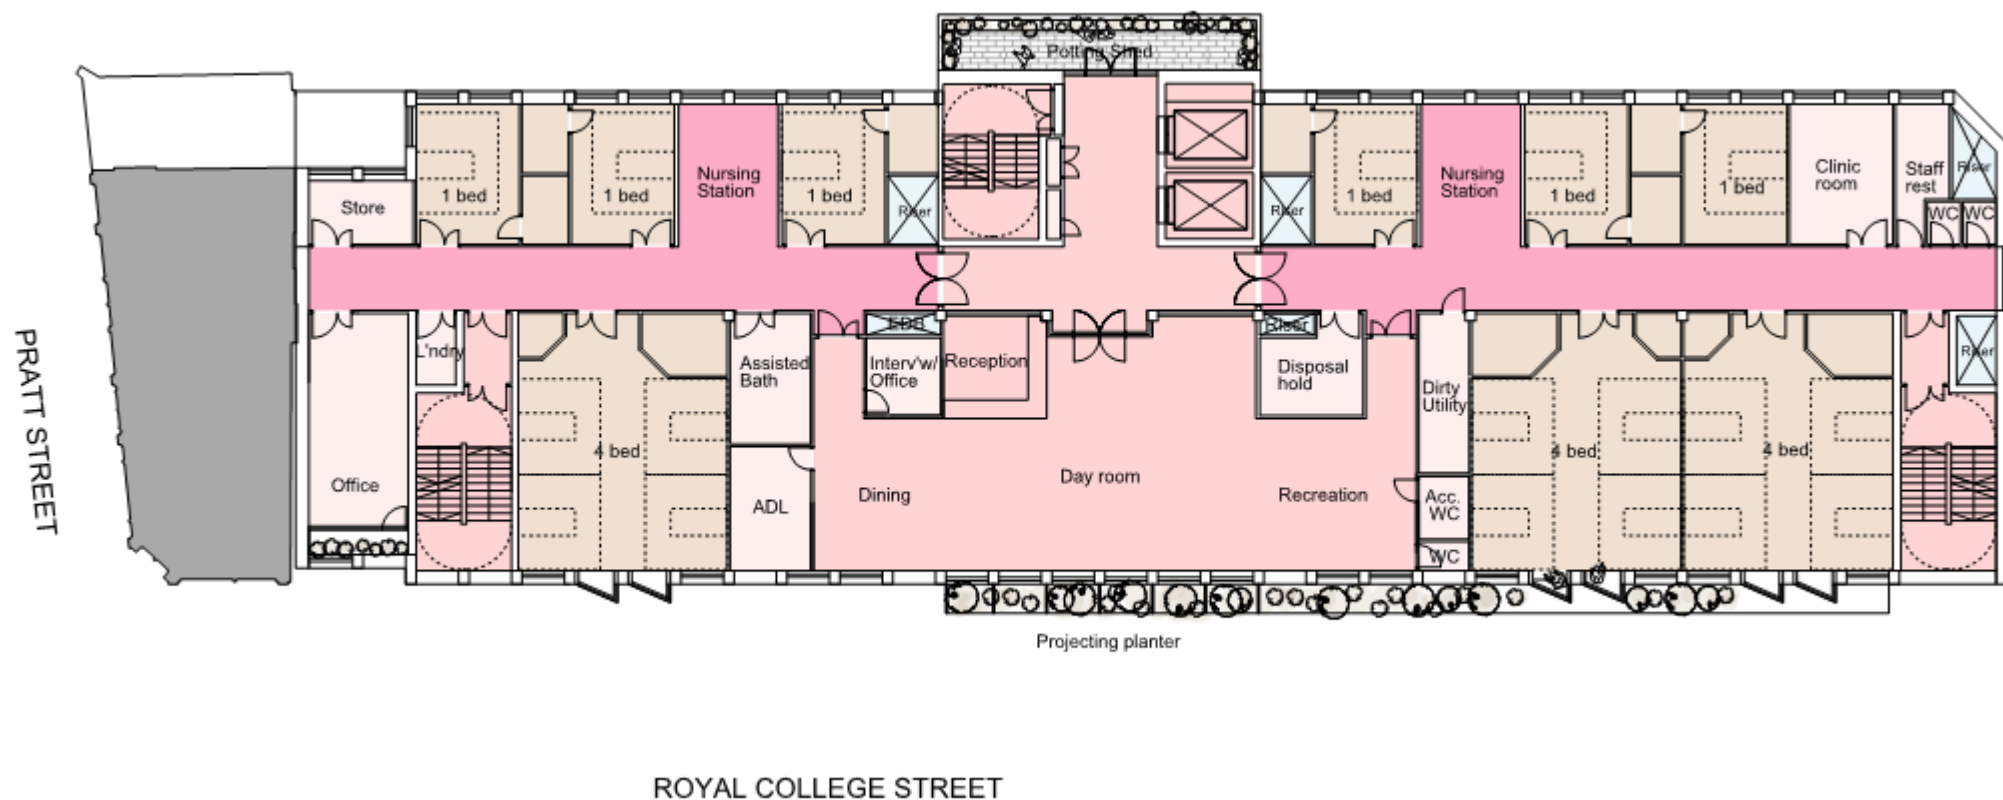 Potting Shed
1 bed
1 bed
Nursing
Station
1 bed
Riser
Riser
1 bed
Nursing
Station
1 bed
1 bed
Clinic
room
Staff
rest
Riser
WC
WC
Store
L'ndry
Office
4 bed
Assisted
Bath
ADL
EDB
Interv'w/
Office
Reception
Dining
Day room
Recreation
Riser
Disposal
hold
Dirty
Utility
Acc.
WC
WC
4 bed
4 bed
Riser
PRATT STREET
Projecting planter
ROYAL COLLEGE STREET